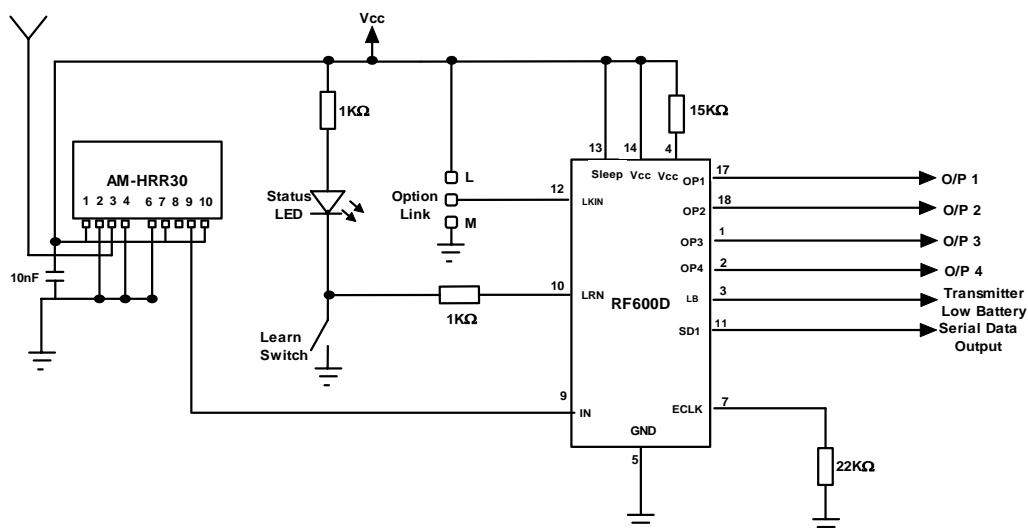 Vcc
1KΩ
15KΩ
13
14
4
AM-HRR30
1 2 3 4 6 7 8 9 10
Sleep Vcc Vcc
L
Option
Link
M
12
LKIN
Status
LED
OP1
17
O/P 1
OP2
18
O/P 2
OP3
1
O/P 3
OP4
2
O/P 4
10nF
10
LRN
RF600D
LB
3
Transmitter
Low Battery
1KΩ
SD1
11
Serial Data
Output
Learn
Switch
9
IN
ECLK
7
GND
5
22KΩ